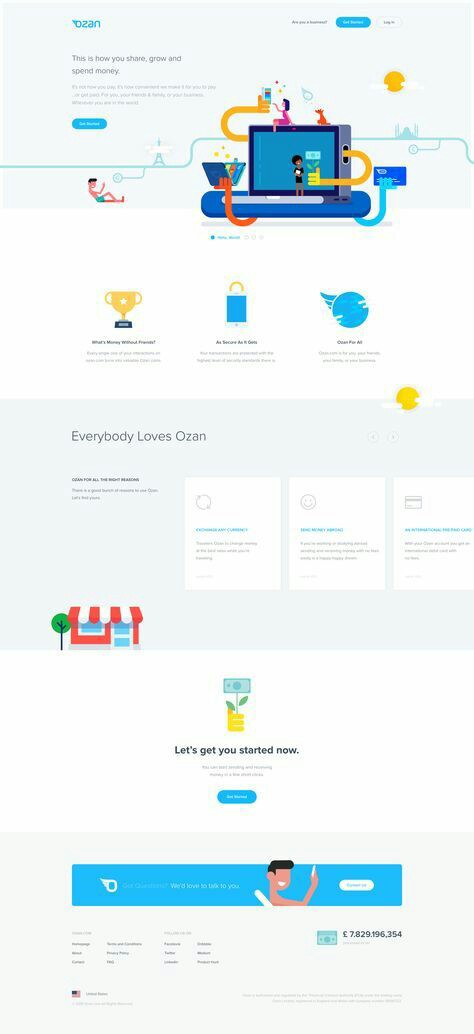 ozan
Are you a business?
Get Started
Log in
This is how you share, grow and
spend money.
It's not how you pay, it's how convenient we make it for you to pay
...or get paid. For you, your friends & family, or your business.
Wherever you are in the world.
Get Started
Hello, World!
What's Money Without Friends?
Every single one of your interactions on
ozan.com turns into valuable Ozan coins.
As Secure As It Gets
Your transactions are protected with the
highest level of security standards there is.
Ozan For All
Ozan.com is for you, your friends,
your family, or your business.
Everybody Loves Ozan
OZAN FOR ALL THE RIGHT REASONS
There is a good bunch of reasons to use Ozan.
Let's find yours.
EXCHANGE ANY CURRENCY
Travelers Ozan to change money
at the best rates while you're
traveling.
SEND MONEY ABROAD
If you're working or studying abroad
sending and receiving money with no fees
easily is a happy happy dream.
AN INTERNATIONAL PREPAID CARD
With your Ozan account you get an
international debit card with
no fees.
Let's get you started now.
You can start sending and receiving
money in a few short clicks.
Get Started
Got Questions? We'd love to talk to you.
Contact Us
OZAN.COM
FOLLOW US ON
Homepage
Terms and Conditions
Facebook
Dribbble
About
Privacy Policy
Twitter
Medium
Contact
FAQ
LinkedIn
Product Hunt
£ 7.829.196,354
United States